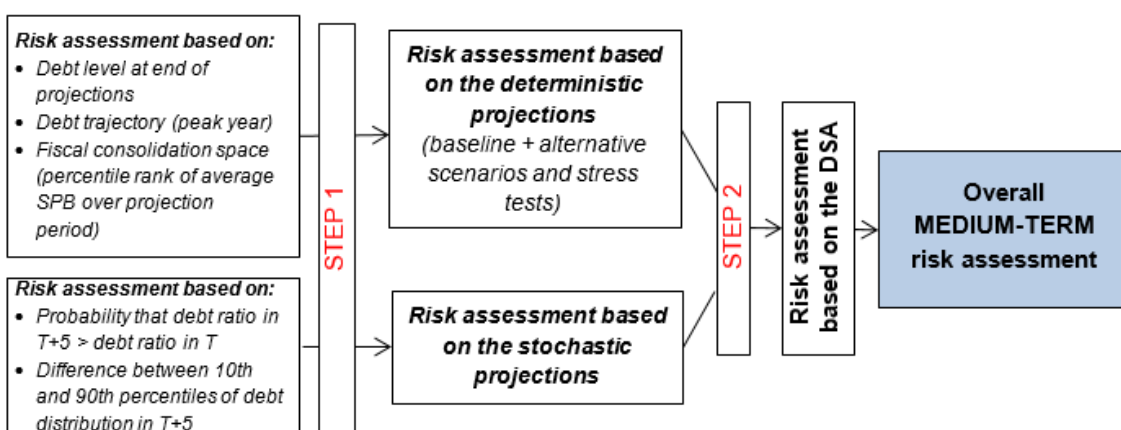 Risk assessment based on:
• Debt level at end of
projections
• Debt trajectory (peak year)
• Fiscal consolidation space
(percentile rank of average
SPB over projection
period)
Risk assessment based on:
• Probability that debt ratio in
T+5 > debt ratio in T
• Difference between 10th
and 90th percentiles of debt
distribution in T+5
STEP 1
Risk assessment based
on the deterministic
projections
(baseline + alternative
scenarios and stress
tests)
Risk assessment based
on the stochastic
projections
STEP 2
Risk assessment
based on the DSA
Overall
MEDIUM-TERM
risk assessment